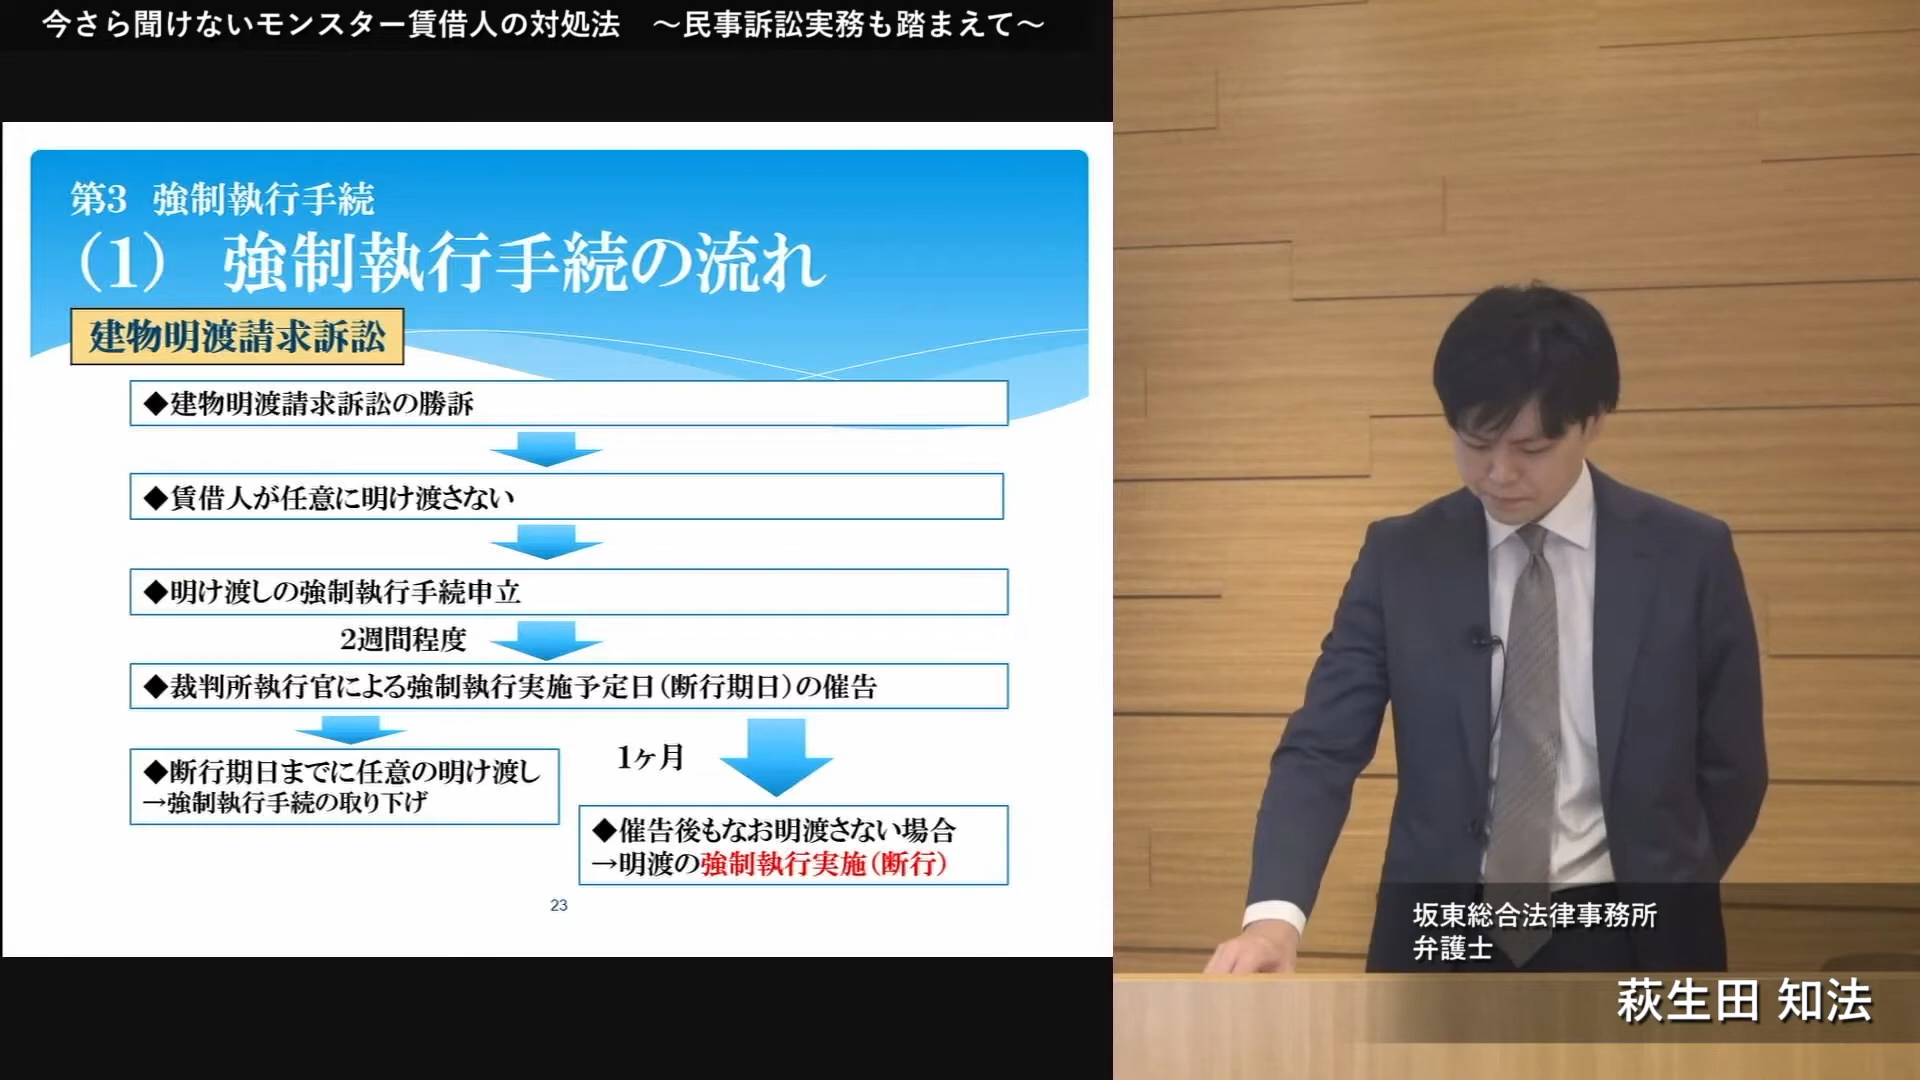 今さら聞けないモンスター賃借人の対処法　～民事訴訟実務も踏まえて～
第3　強制執行手続
（1）　強制執行手続の流れ
建物明渡請求訴訟
◆建物明渡請求訴訟の勝訴
◆賃借人が任意に明け渡さない
◆明け渡しの強制執行手続申立
2週間程度
◆裁判所執行官による強制執行実施予定日（断行期日）の催告
◆断行期日までに任意の明け渡し
→強制執行手続の取り下げ
1ヶ月
◆催告後もなお明渡さない場合
→明渡の強制執行実施（断行）
23
坂東総合法律事務所
弁護士
萩生田 知法